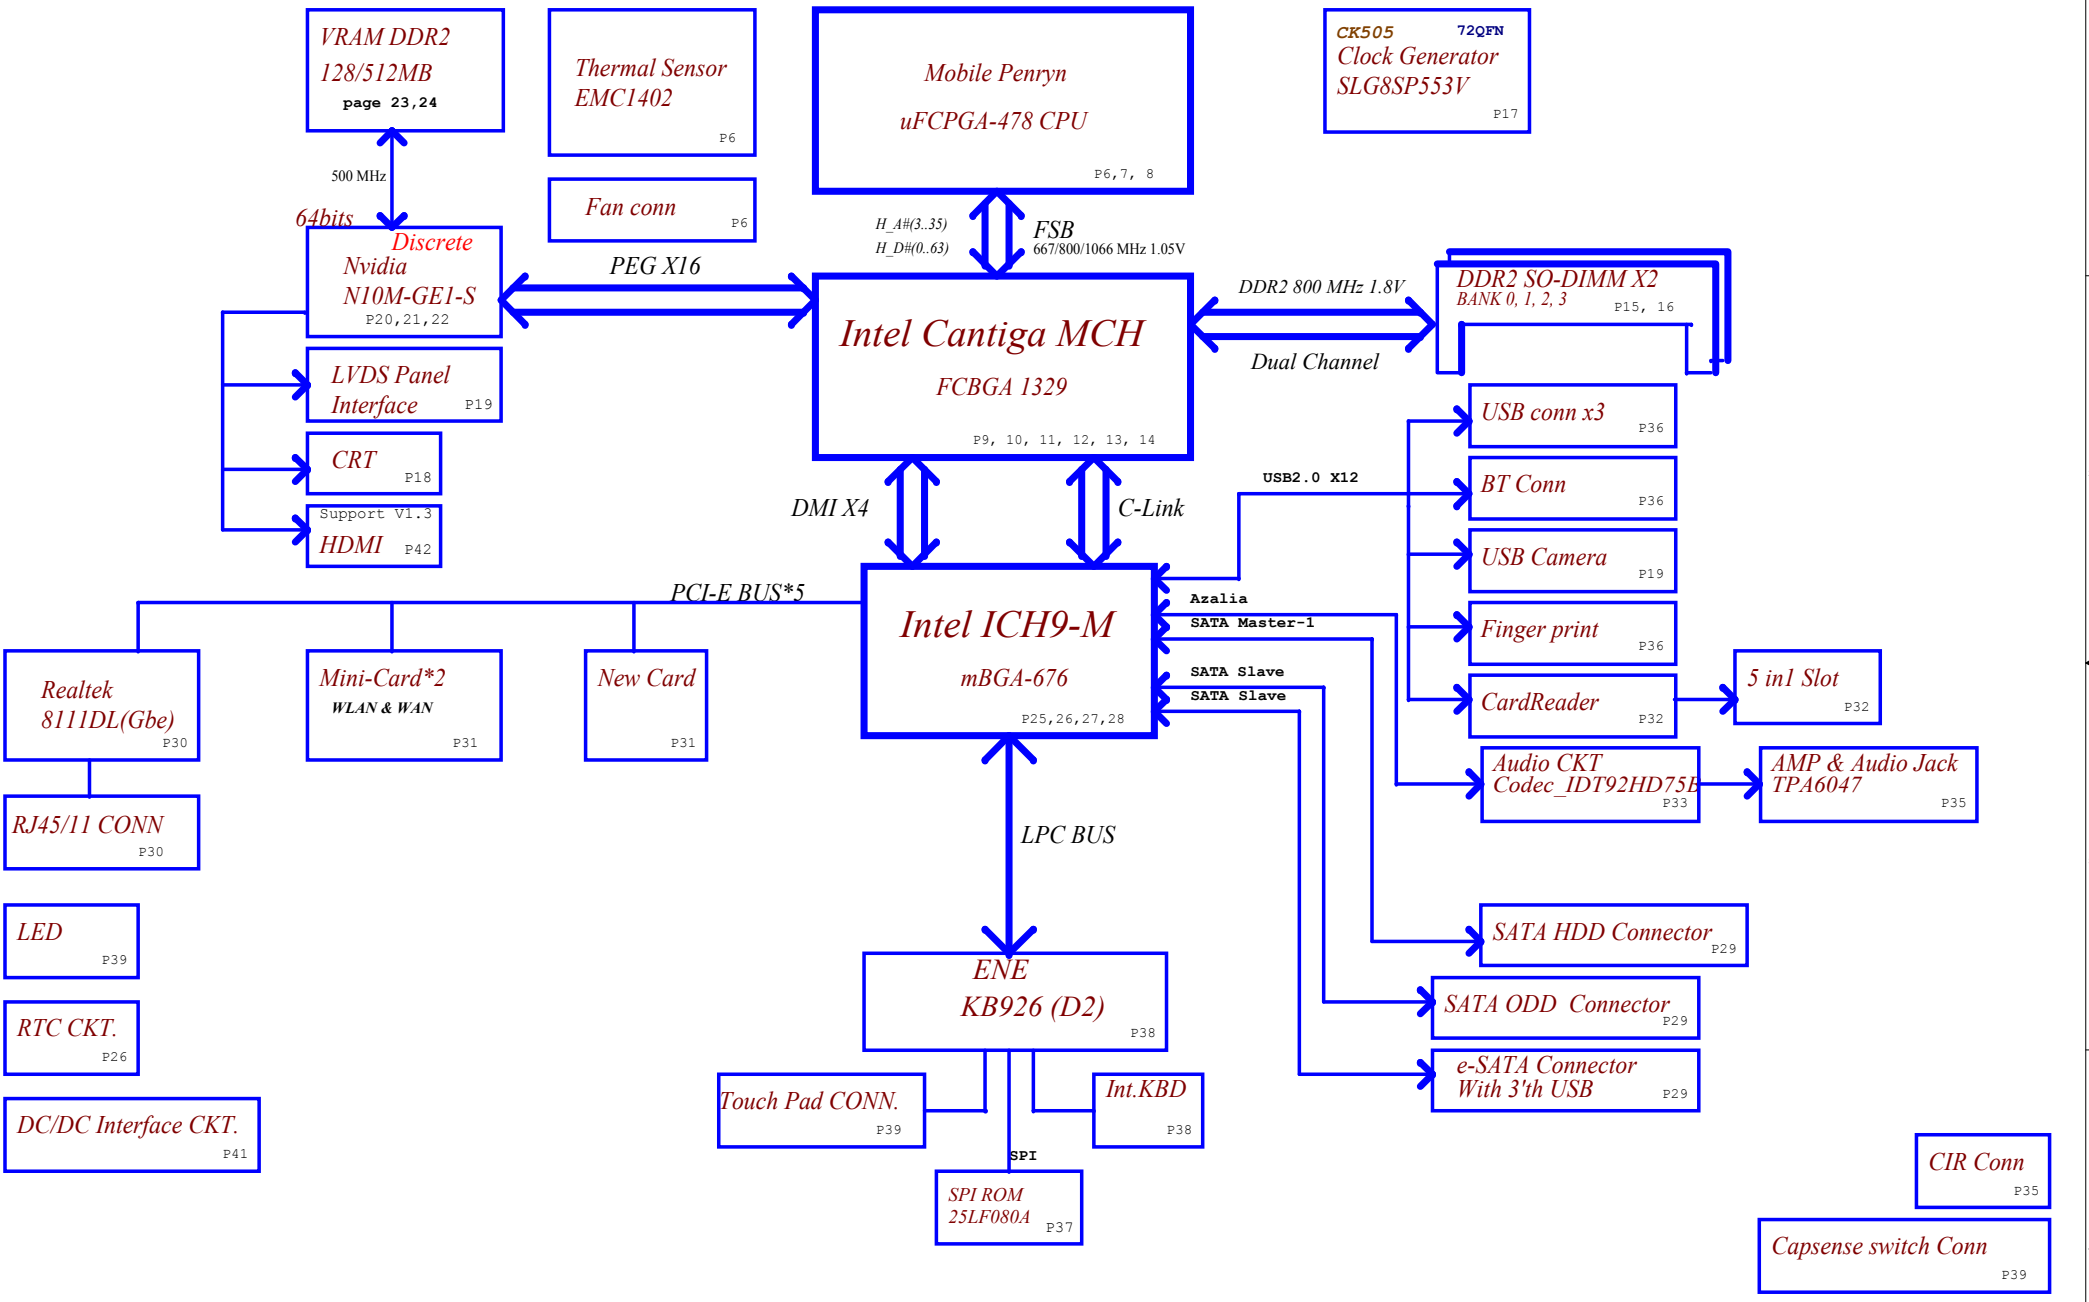 VRAM DDR2
128/512MB
page 23,24
Thermal Sensor
EMC1402
P6
Mobile Penryn
uFCPGA-478 CPU
P6,7, 8
CK505
72QFN
Clock Generator
SLG8SP553V
P17
500 MHz
Fan conn
P6
64bits
Discrete
Nvidia
N10M-GE1-S
P20,21,22
PEG X16
H_A#(3..35)
H_D#(0..63)
FSB
667/800/1066 MHz 1.05V
Intel Cantiga MCH
FCBGA 1329
P9, 10, 11, 12, 13, 14
DDR2 800 MHz 1.8V
Dual Channel
DDR2 SO-DIMM X2
BANK 0, 1, 2, 3
P15, 16
LVDS Panel
Interface
P19
CRT
P18
Support V1.3
HDMI
P42
DMI X4
C-Link
USB2.0 X12
USB conn x3
P36
BT Conn
P36
USB Camera
P19
Finger print
P36
CardReader
P32
5 in1 Slot
P32
PCI-E BUS*5
Intel ICH9-M
mBGA-676
P25,26,27,28
Azalia
SATA Master-1
SATA Slave
SATA Slave
Realtek
8111DL(Gbe)
P30
Mini-Card*2
WLAN & WAN
P31
New Card
P31
Audio CKT
Codec_IDT92HD75B
P33
AMP & Audio Jack
TPA6047
P35
RJ45/11 CONN
P30
LPC BUS
LED
P39
SATA HDD Connector
P29
ENE
KB926 (D2)
P38
SATA ODD  Connector
P29
RTC CKT.
P26
e-SATA Connector
With 3'th USB
P29
Touch Pad CONN.
P39
Int.KBD
P38
DC/DC Interface CKT.
P41
SPI
SPI ROM
25LF080A
P37
CIR Conn
P35
Capsense switch Conn
P39